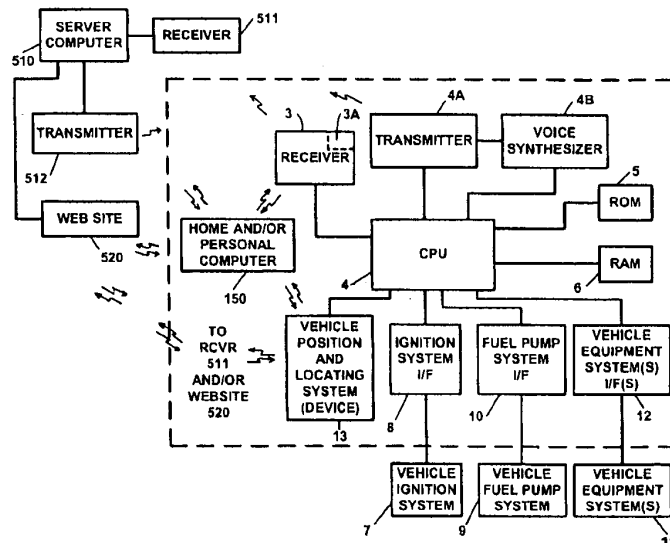 SERVER
COMPUTER
510
RECEIVER
511
TRANSMITTER
512
WEB SITE
520
3
3A
RECEIVER
4A
TRANSMITTER
4B
VOICE
SYNTHESIZER
5
ROM
HOME AND/OR
PERSONAL
COMPUTER
150
4
CPU
RAM
6
TO
RCVR
511
AND/OR
WEBSITE
520
VEHICLE
POSITION
AND
LOCATING
SYSTEM
(DEVICE)
13
IGNITION
SYSTEM
I/F
8
FUEL PUMP
SYSTEM
I/F
10
VEHICLE
EQUIPMENT
SYSTEM(S)
I/F(S)
12
VEHICLE
IGNITION
SYSTEM
7
VEHICLE
FUEL PUMP
SYSTEM
9
VEHICLE
EQUIPMENT
SYSTEM(S)